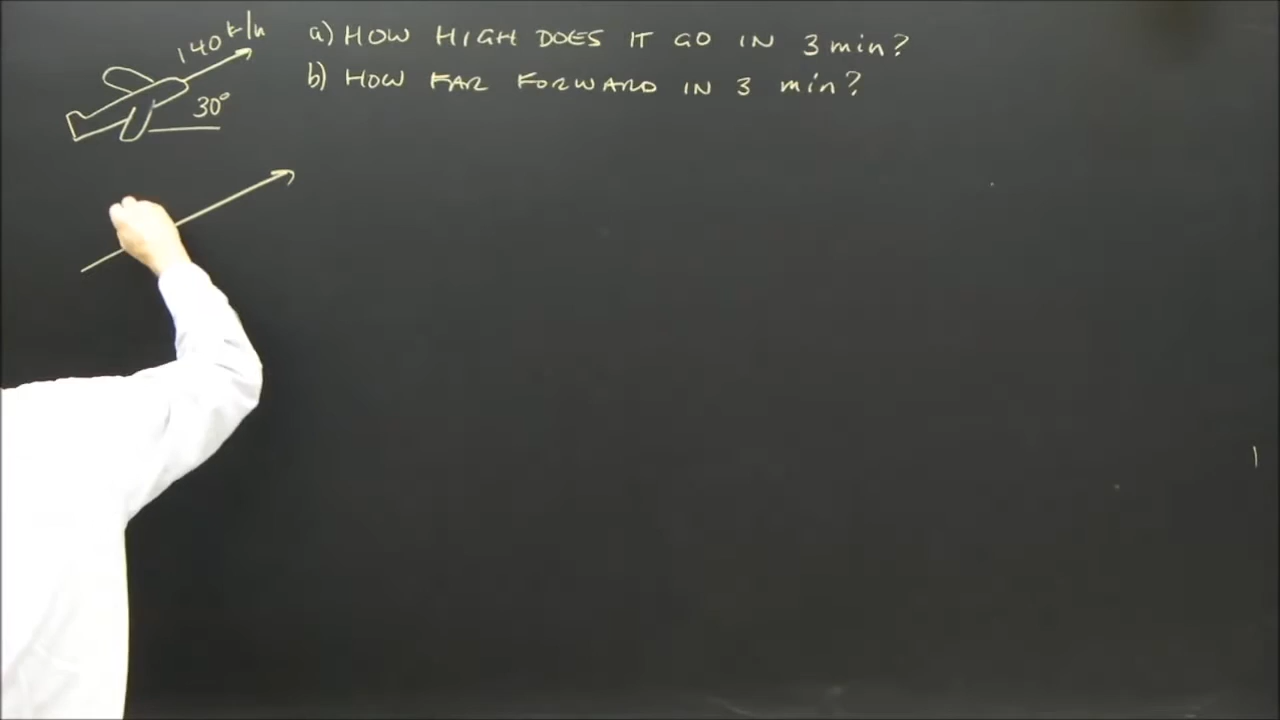 140 k/h
30°
a) HOW HIGH DOES IT GO IN 3 min?
b) HOW FAR FORWARD IN 3 min?